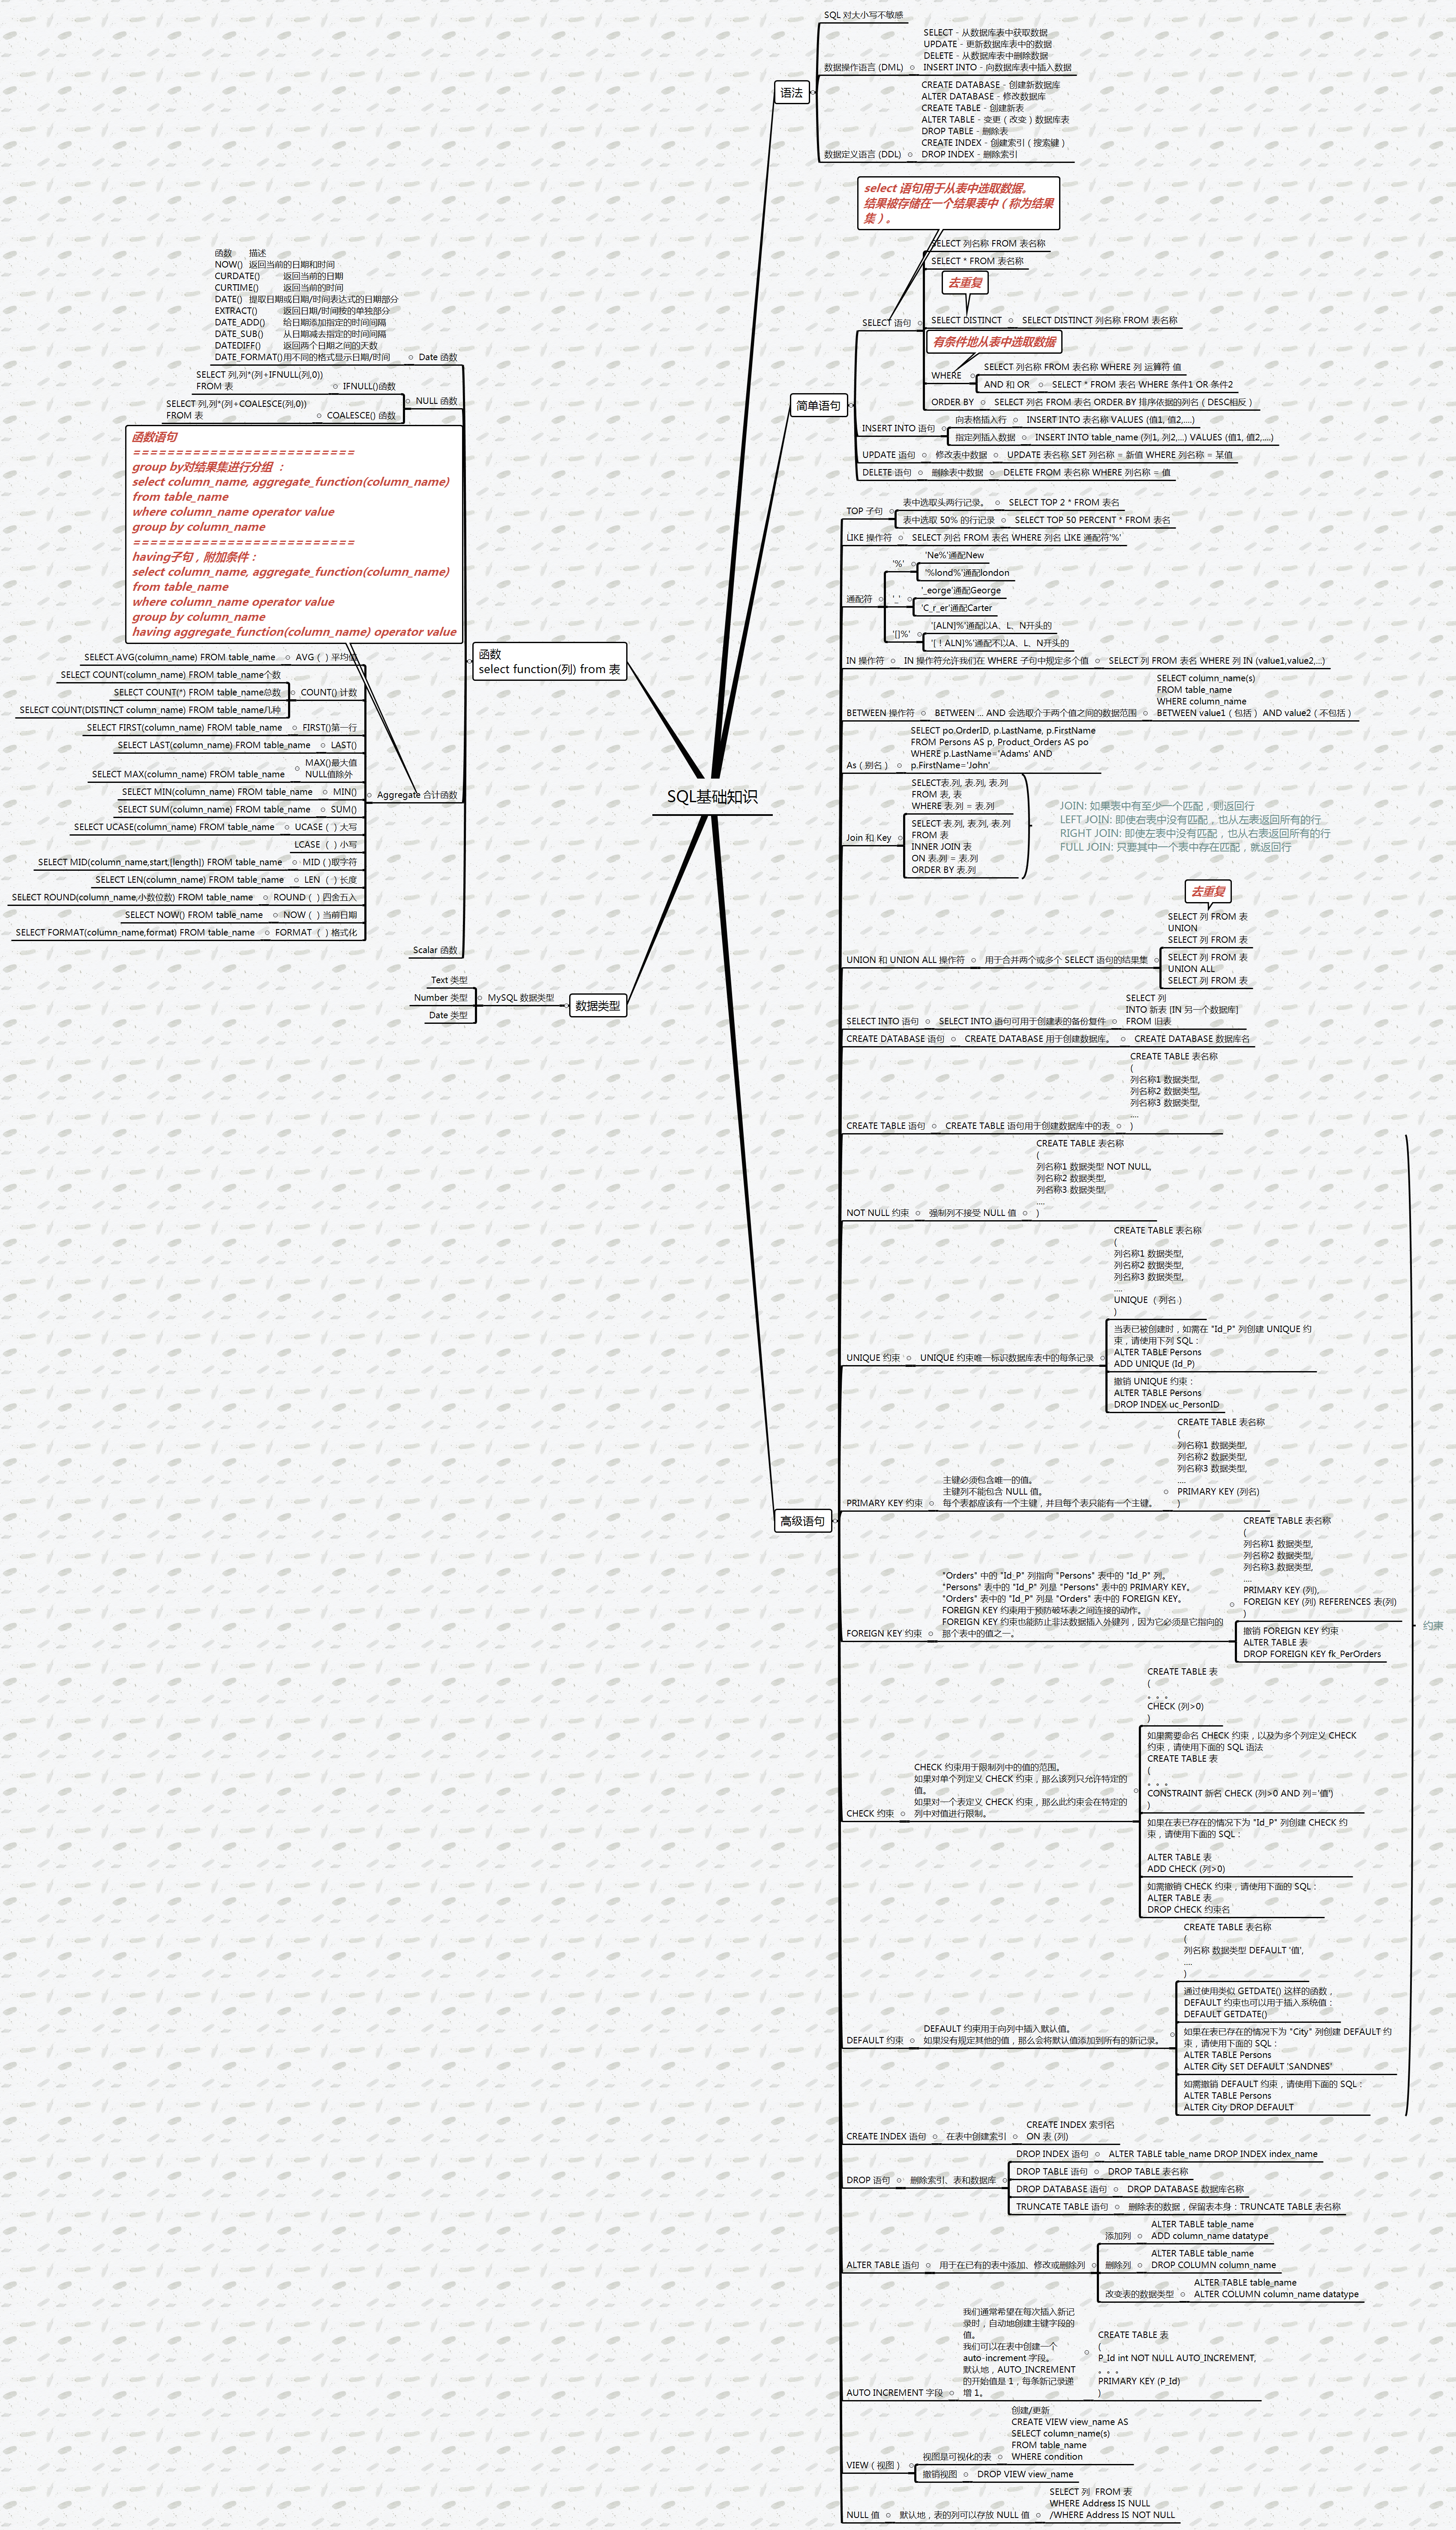 SQL基础知识
语法
SQL 对大小写不敏感
数据操作语言 (DML)
SELECT - 从数据库表中获取数据
UPDATE - 更新数据库表中的数据
DELETE - 从数据库表中删除数据
INSERT INTO - 向数据库表中插入数据
数据定义语言 (DDL)
CREATE DATABASE - 创建新数据库
ALTER DATABASE - 修改数据库
CREATE TABLE - 创建新表
ALTER TABLE - 变更（改变）数据库表
DROP TABLE - 删除表
CREATE INDEX - 创建索引（搜索键）
DROP INDEX - 删除索引
简单语句
select 语句用于从表中选取数据。
结果被存储在一个结果表中（称为结果
集）。
SELECT 语句
SELECT 列名称 FROM 表名称
SELECT * FROM 表名称
去重复
SELECT DISTINCT
SELECT DISTINCT 列名称 FROM 表名称
有条件地从表中选取数据
WHERE
SELECT 列名称 FROM 表名称 WHERE 列 运算符 值
AND 和 OR
SELECT * FROM 表名 WHERE 条件1 OR 条件2
ORDER BY
SELECT 列名 FROM 表名 ORDER BY 排序依据的列名（DESC相反）
INSERT INTO 语句
向表格插入行
INSERT INTO 表名称 VALUES (值1, 值2,....)
指定列插入数据
INSERT INTO table_name (列1, 列2,...) VALUES (值1, 值2,....)
UPDATE 语句
修改表中数据
UPDATE 表名称 SET 列名称 = 新值 WHERE 列名称 = 某值
DELETE 语句
删除表中数据
DELETE FROM 表名称 WHERE 列名称 = 值
高级语句
TOP 子句
表中选取头两行记录。
SELECT TOP 2 * FROM 表名
表中选取 50% 的行记录
SELECT TOP 50 PERCENT * FROM 表名
LIKE 操作符
SELECT 列名 FROM 表名 WHERE 列名 LIKE 通配符'%'
通配符
'%'
'Ne%'通配New
'%lond%'通配london
'_'
'_eorge'通配George
'C_r_er'通配Carter
'[]%'
'[ALN]%'通配以A、L、N开头的
'[！ALN]%'通配不以A、L、N开头的
IN 操作符
IN 操作符允许我们在 WHERE 子句中规定多个值
SELECT 列 FROM 表名 WHERE 列 IN (value1,value2,...)
BETWEEN 操作符
BETWEEN ... AND 会选取介于两个值之间的数据范围
SELECT column_name(s)
FROM table_name
WHERE column_name
BETWEEN value1（包括） AND value2（不包括）
As（别名）
SELECT po.OrderID, p.LastName, p.FirstName
FROM Persons AS p, Product_Orders AS po
WHERE p.LastName='Adams' AND
p.FirstName='John'
Join 和 Key
SELECT表.列, 表.列, 表.列
FROM 表, 表
WHERE 表.列 = 表.列
SELECT 表.列, 表.列, 表.列
FROM 表
INNER JOIN 表
ON 表.列 = 表.列
ORDER BY 表.列
JOIN: 如果表中有至少一个匹配，则返回行
LEFT JOIN: 即使右表中没有匹配，也从左表返回所有的行
RIGHT JOIN: 即使左表中没有匹配，也从右表返回所有的行
FULL JOIN: 只要其中一个表中存在匹配，就返回行
UNION 和 UNION ALL 操作符
用于合并两个或多个 SELECT 语句的结果集
去重复
SELECT 列 FROM 表
UNION
SELECT 列 FROM 表
SELECT 列 FROM 表
UNION ALL
SELECT 列 FROM 表
SELECT INTO 语句
SELECT INTO 语句可用于创建表的备份复件
SELECT 列
INTO 新表 [IN 另一个数据库]
FROM 旧表
CREATE DATABASE 语句
CREATE DATABASE 用于创建数据库。
CREATE DATABASE 数据库名
CREATE TABLE 语句
CREATE TABLE 语句用于创建数据库中的表
CREATE TABLE 表名称
(
列名称1 数据类型,
列名称2 数据类型,
列名称3 数据类型,
....
)
约束
NOT NULL 约束
强制列不接受 NULL 值
CREATE TABLE 表名称
(
列名称1 数据类型 NOT NULL,
列名称2 数据类型,
列名称3 数据类型,
....
)
UNIQUE 约束
UNIQUE 约束唯一标识数据库表中的每条记录
CREATE TABLE 表名称
(
列名称1 数据类型,
列名称2 数据类型,
列名称3 数据类型,
....
UNIQUE （列名）
)
当表已被创建时，如需在 "Id_P" 列创建 UNIQUE 约
束，请使用下列 SQL：
ALTER TABLE Persons
ADD UNIQUE (Id_P)
撤销 UNIQUE 约束：
ALTER TABLE Persons
DROP INDEX uc_PersonID
PRIMARY KEY 约束
主键必须包含唯一的值。
主键列不能包含 NULL 值。
每个表都应该有一个主键，并且每个表只能有一个主键。
CREATE TABLE 表名称
(
列名称1 数据类型,
列名称2 数据类型,
列名称3 数据类型,
....
PRIMARY KEY (列名)
)
FOREIGN KEY 约束
"Orders" 中的 "Id_P" 列指向 "Persons" 表中的 "Id_P" 列。
"Persons" 表中的 "Id_P" 列是 "Persons" 表中的 PRIMARY KEY。
"Orders" 表中的 "Id_P" 列是 "Orders" 表中的 FOREIGN KEY。
FOREIGN KEY 约束用于预防破坏表之间连接的动作。
FOREIGN KEY 约束也能防止非法数据插入外键列，因为它必须是它指向的
那个表中的值之一。
CREATE TABLE 表名称
(
列名称1 数据类型,
列名称2 数据类型,
列名称3 数据类型,
....
PRIMARY KEY (列),
FOREIGN KEY (列) REFERENCES 表(列)
)
撤销 FOREIGN KEY 约束
ALTER TABLE 表
DROP FOREIGN KEY fk_PerOrders
CHECK 约束
CHECK 约束用于限制列中的值的范围。
如果对单个列定义 CHECK 约束，那么该列只允许特定的
值。
如果对一个表定义 CHECK 约束，那么此约束会在特定的
列中对值进行限制。
CREATE TABLE 表
(
。。。
CHECK (列>0)
)
如果需要命名 CHECK 约束，以及为多个列定义 CHECK
约束，请使用下面的 SQL 语法
CREATE TABLE 表
(
。。。
CONSTRAINT 新名 CHECK (列>0 AND 列='值')
)
如果在表已存在的情况下为 "Id_P" 列创建 CHECK 约
束，请使用下面的 SQL：
ALTER TABLE 表
ADD CHECK (列>0)
如需撤销 CHECK 约束，请使用下面的 SQL：
ALTER TABLE 表
DROP CHECK 约束名
DEFAULT 约束
DEFAULT 约束用于向列中插入默认值。
如果没有规定其他的值，那么会将默认值添加到所有的新记录。
CREATE TABLE 表名称
(
列名称 数据类型 DEFAULT '值',
....
)
通过使用类似 GETDATE() 这样的函数，
DEFAULT 约束也可以用于插入系统值：
DEFAULT GETDATE()
如果在表已存在的情况下为 "City" 列创建 DEFAULT 约
束，请使用下面的 SQL：
ALTER TABLE Persons
ALTER City SET DEFAULT 'SANDNES'
如需撤销 DEFAULT 约束，请使用下面的 SQL：
ALTER TABLE Persons
ALTER City DROP DEFAULT
CREATE INDEX 语句
在表中创建索引
CREATE INDEX 索引名
ON 表 (列)
DROP 语句
删除索引、表和数据库
DROP INDEX 语句
ALTER TABLE table_name DROP INDEX index_name
DROP TABLE 语句
DROP TABLE 表名称
DROP DATABASE 语句
DROP DATABASE 数据库名称
TRUNCATE TABLE 语句
删除表的数据，保留表本身：TRUNCATE TABLE 表名称
ALTER TABLE 语句
用于在已有的表中添加、修改或删除列
添加列
ALTER TABLE table_name
ADD column_name datatype
删除列
ALTER TABLE table_name
DROP COLUMN column_name
改变表的数据类型
ALTER TABLE table_name
ALTER COLUMN column_name datatype
AUTO INCREMENT 字段
我们通常希望在每次插入新记
录时，自动地创建主键字段的
值。
我们可以在表中创建一个
auto-increment 字段。
默认地，AUTO_INCREMENT
的开始值是 1，每条新记录递
增 1。
CREATE TABLE 表
(
P_Id int NOT NULL AUTO_INCREMENT,
。。。
PRIMARY KEY (P_Id)
)
VIEW（视图）
视图是可视化的表
创建/更新
CREATE VIEW view_name AS
SELECT column_name(s)
FROM table_name
WHERE condition
撤销视图
DROP VIEW view_name
NULL 值
默认地，表的列可以存放 NULL 值
SELECT 列 FROM 表
WHERE Address IS NULL
/WHERE Address IS NOT NULL
函数
select function(列) from 表
Date 函数
函数 描述
NOW() 返回当前的日期和时间
CURDATE() 返回当前的日期
CURTIME() 返回当前的时间
DATE() 提取日期或日期/时间表达式的日期部分
EXTRACT() 返回日期/时间按的单独部分
DATE_ADD() 给日期添加指定的时间间隔
DATE_SUB() 从日期减去指定的时间间隔
DATEDIFF() 返回两个日期之间的天数
DATE_FORMAT()用不同的格式显示日期/时间
NULL 函数
SELECT 列,列*(列+IFNULL(列,0))
FROM 表
IFNULL()函数
SELECT 列,列*(列+COALESCE(列,0))
FROM 表
COALESCE() 函数
函数语句
==========================
group by对结果集进行分组 ：
select column_name, aggregate_function(column_name)
from table_name
where column_name operator value
group by column_name
==========================
having子句，附加条件：
select column_name, aggregate_function(column_name)
from table_name
where column_name operator value
group by column_name
having aggregate_function(column_name) operator value
Aggregate 合计函数
SELECT AVG(column_name) FROM table_name
AVG（ ）平均值
SELECT COUNT(column_name) FROM table_name个数
SELECT COUNT(*) FROM table_name总数
SELECT COUNT(DISTINCT column_name) FROM table_name几种
COUNT() 计数
SELECT FIRST(column_name) FROM table_name
FIRST()第一行
SELECT LAST(column_name) FROM table_name
LAST()
SELECT MAX(column_name) FROM table_name
MAX()最大值
NULL值除外
SELECT MIN(column_name) FROM table_name
MIN()
SELECT SUM(column_name) FROM table_name
SUM()
SELECT UCASE(column_name) FROM table_name
UCASE（ ）大写
LCASE（ ）小写
SELECT MID(column_name,start,[length]) FROM table_name
MID ( )取字符
SELECT LEN(column_name) FROM table_name
LEN （ ）长度
SELECT ROUND(column_name,小数位数) FROM table_name
ROUND（ ）四舍五入
SELECT NOW() FROM table_name
NOW（ ）当前日期
SELECT FORMAT(column_name,format) FROM table_name
FORMAT （ ）格式化
Scalar 函数
数据类型
MySQL 数据类型
Text 类型
Number 类型
Date 类型